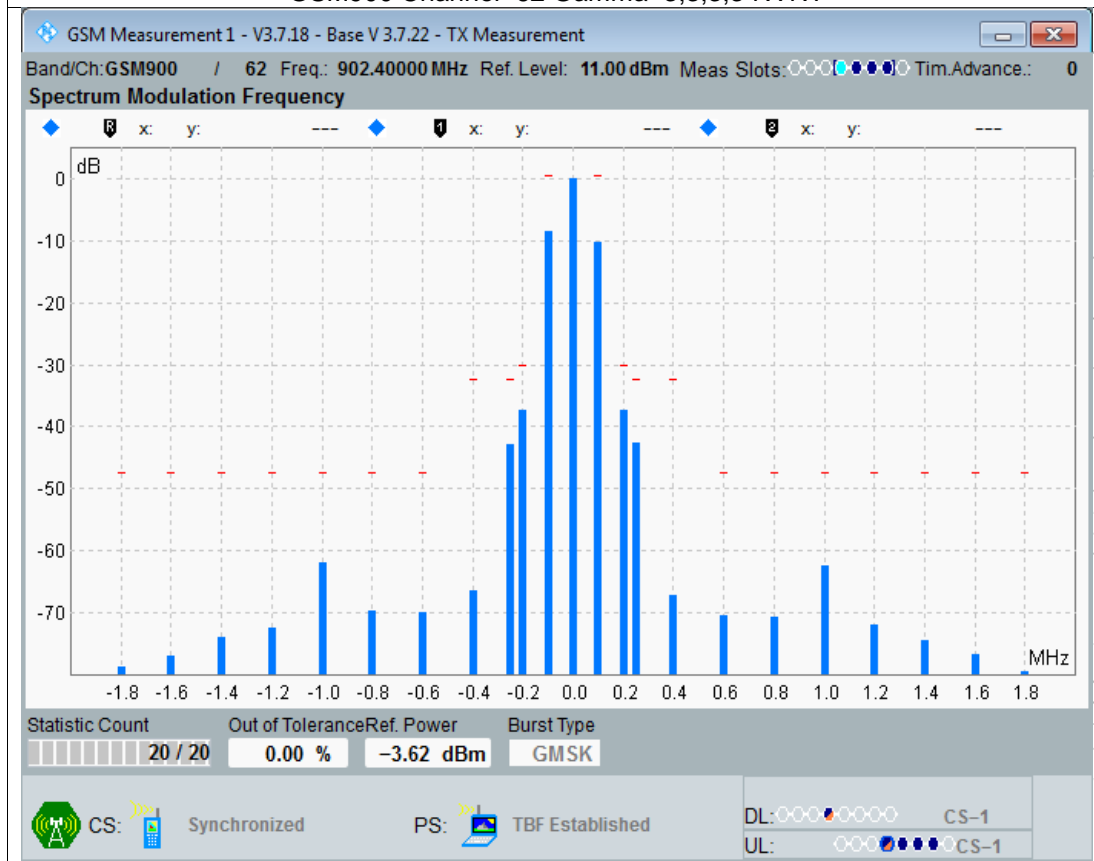 GSM Measurement 1 - V3.7.18 - Base V 3.7.22 - TX Measurement
Band/Ch:GSM900 / 62 Freq.: 902.40000 MHz Ref. Level: 11.00 dBm Meas Slots: Tim.Advance.: 0
Spectrum Modulation Frequency
R x: y: --- 1 x: y: --- 2 x: y: ---
dB
0
-10
-20
-30
-40
-50
-60
-70
MHz
-1.8 -1.6 -1.4 -1.2 -1.0 -0.8 -0.6 -0.4 -0.2 0.0 0.2 0.4 0.6 0.8 1.0 1.2 1.4 1.6 1.8
Statistic Count Out of Tolerance Ref. Power Burst Type
20 / 20 0.00 % −3.62 dBm GMSK
CS: Synchronized PS: TBF Established
DL: CS–1
UL: CS–1